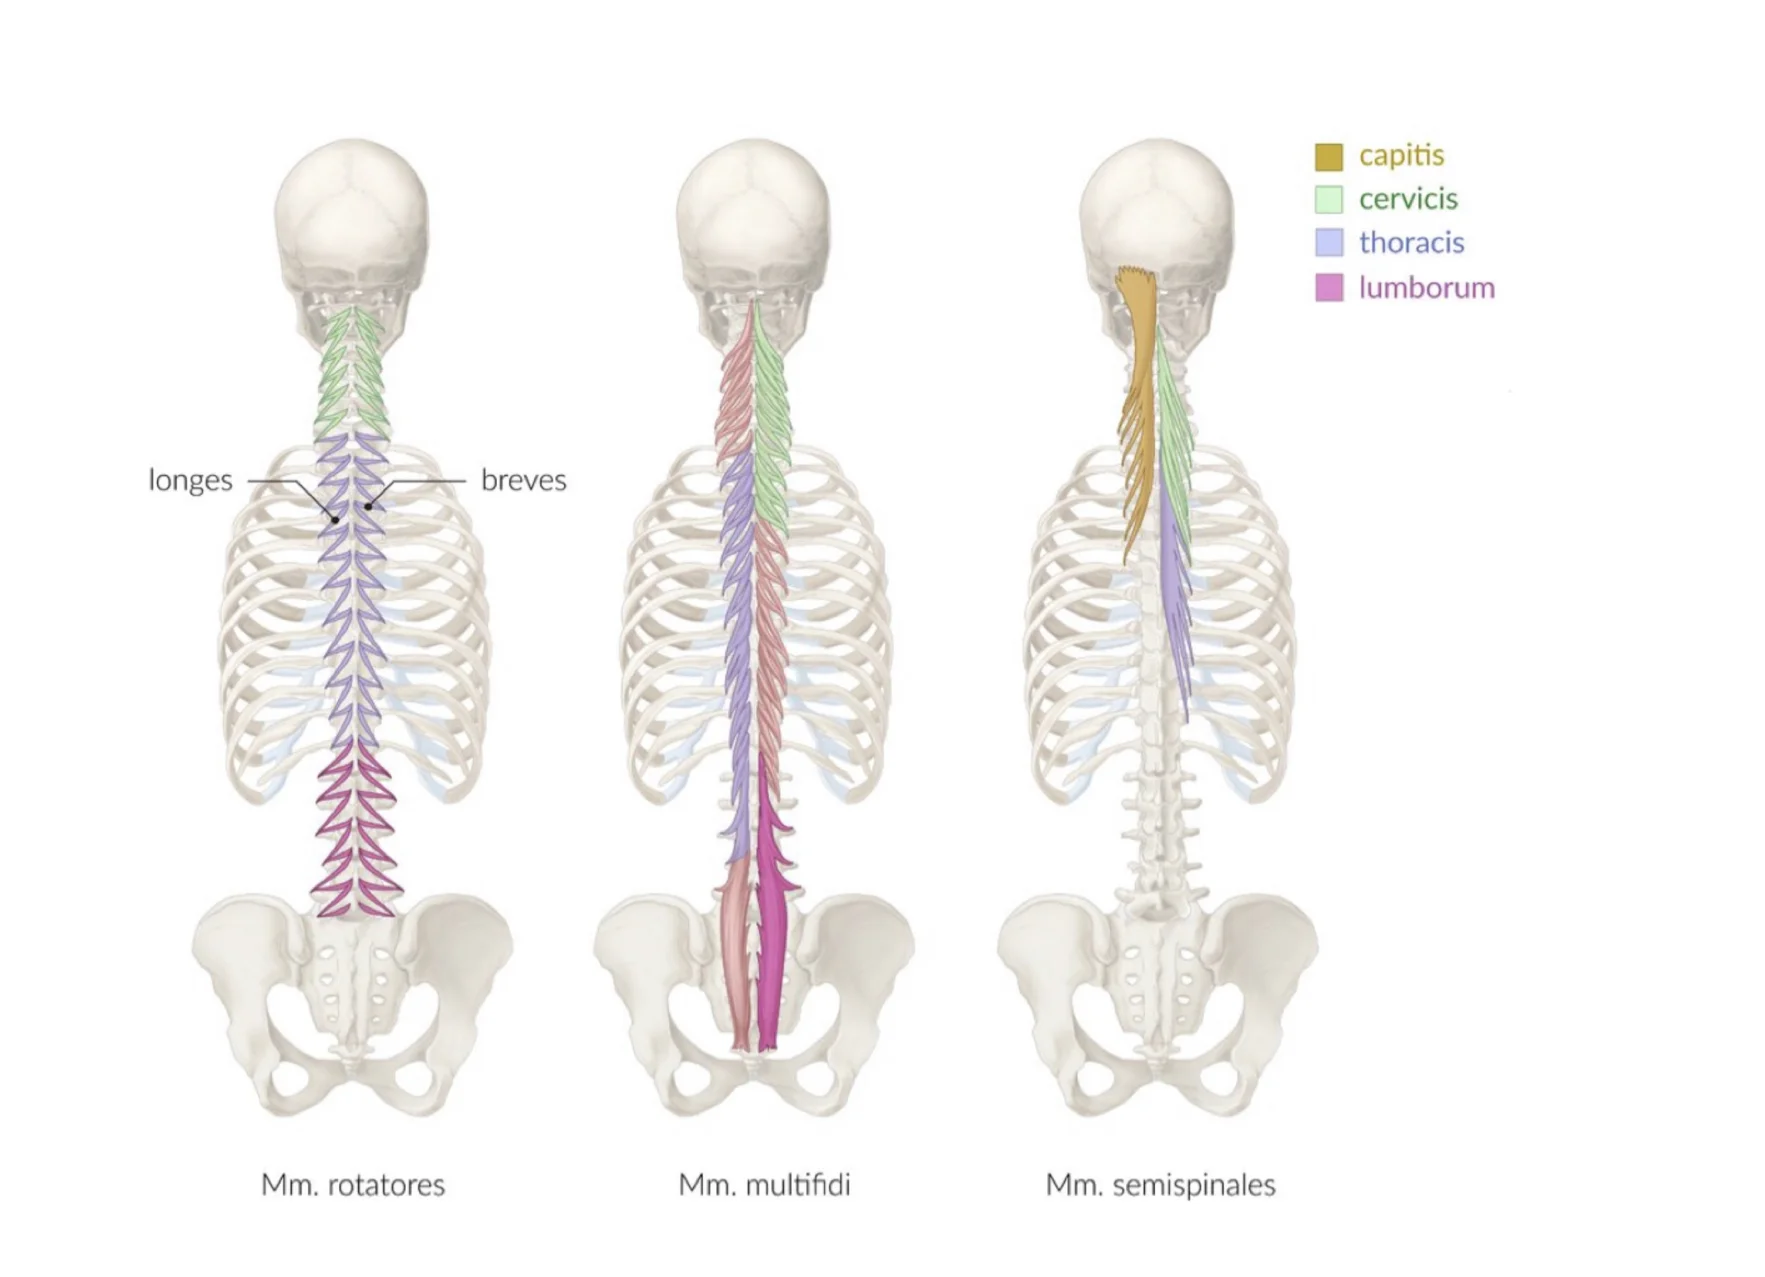 capitis
cervicis
thoracis
lumborum
longes
breves
Mm. rotatores
Mm. multifidi
Mm. semispinales